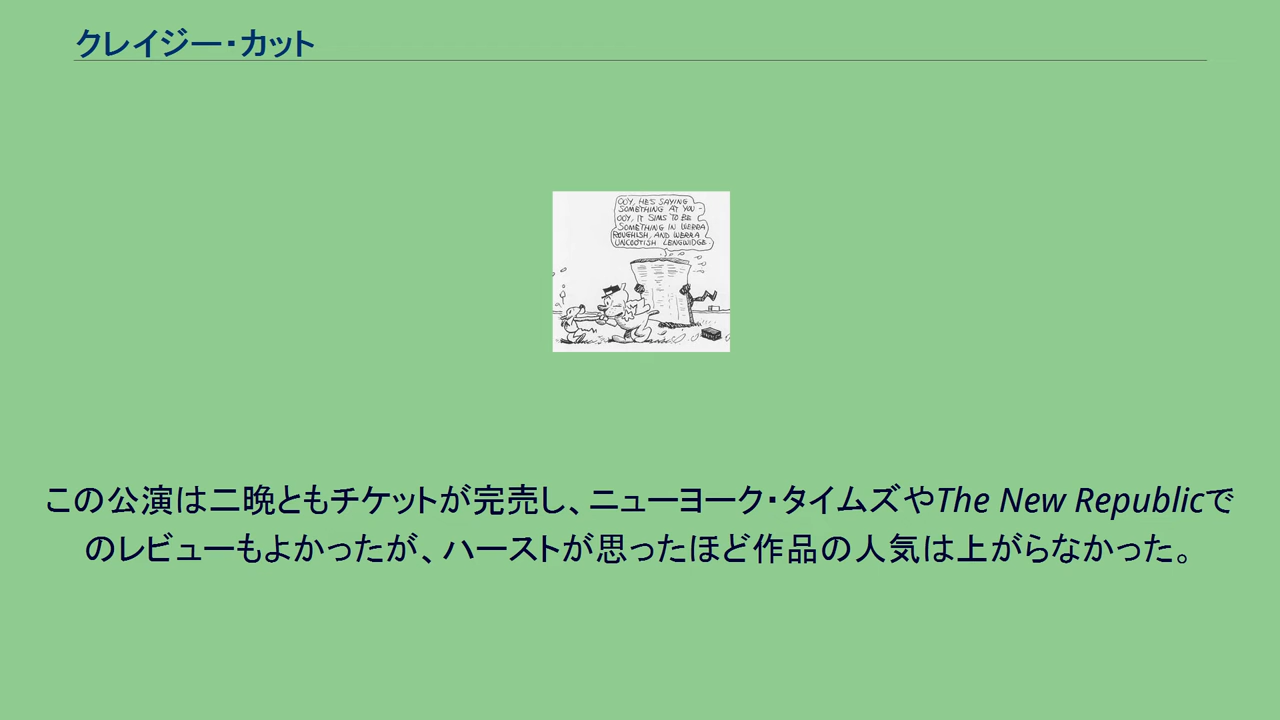 クレイジー・カット
OOY, HE'S SAYING
SOMETHING AT YOU -
OOY, IT SIMS TO BE
SOMETHING IN WERRA
ROUGHISH, AND WERRA
UNCOOTISH LENGWIDGE.
この公演は二晩ともチケットが完売し、ニューヨーク・タイムズやThe New Republicで
のレビューもよかったが、ハーストが思ったほど作品の人気は上がらなかった。